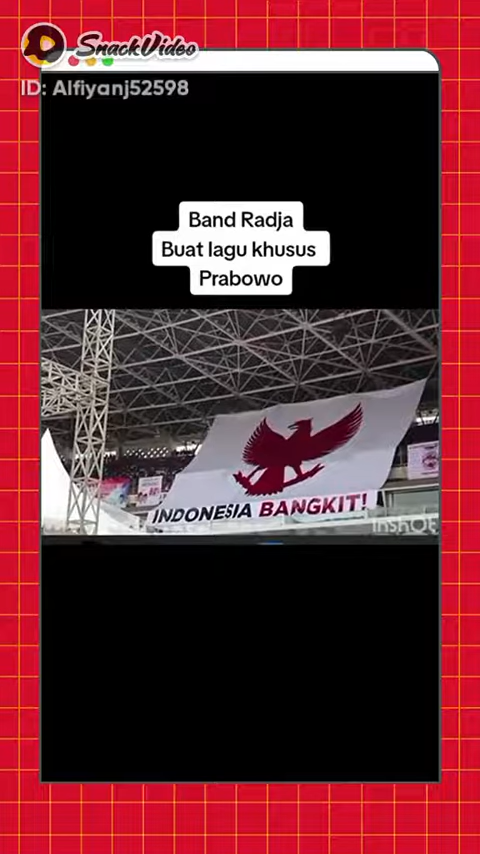 SnackVideo
ID: Alfiyanj52598
Band Radja
Buat lagu khusus
Prabowo
INDONESIA BANGKIT!
InShOt